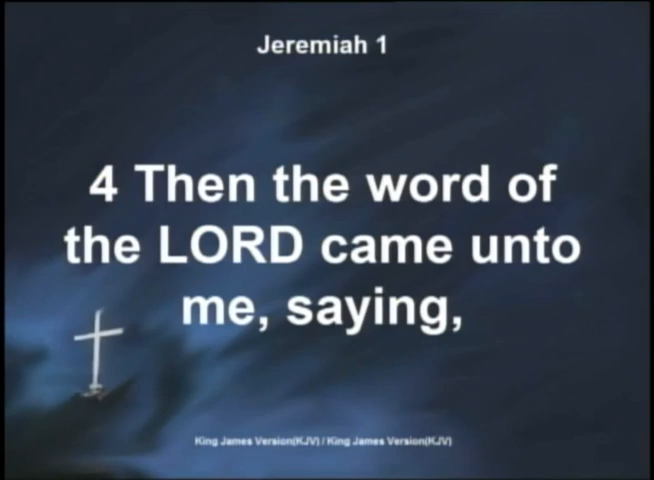 Jeremiah 1
4 Then the word of
the LORD came unto
me, saying,
King James Version(KJV) / King James Version(KJV)